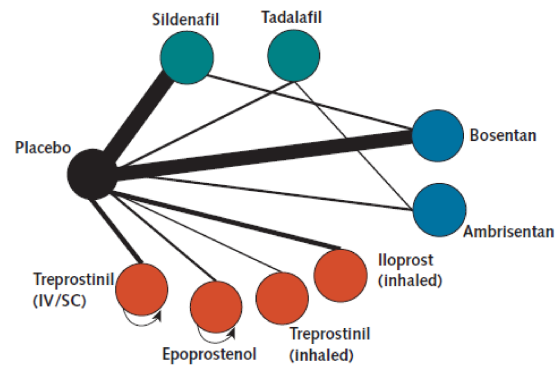 Sildenafil
Tadalafil
Placebo
Bosentan
Ambrisentan
Iloprost
(inhaled)
Treprostinil
(IV/SC)
Epoprostenol
Treprostinil
(inhaled)